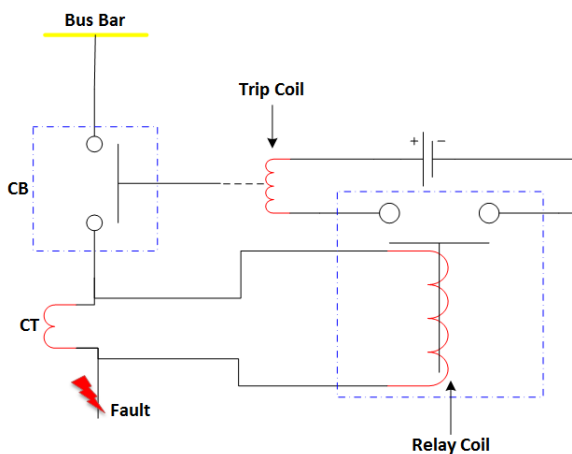 Bus Bar
Trip Coil
+ −
CB
CT
Fault
Relay Coil